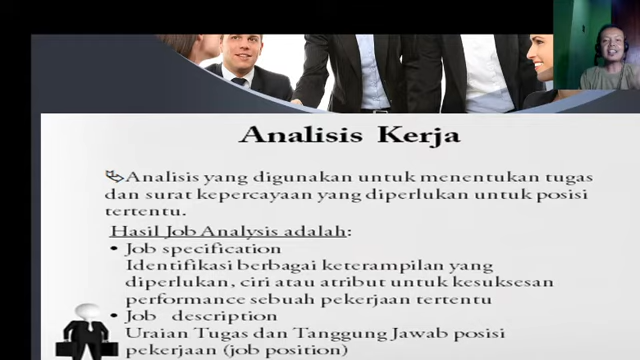 Analisis Kerja
Analisis yang digunakan untuk menentukan tugas
dan surat kepercayaan yang diperlukan untuk posisi
tertentu.
Hasil Job Analysis adalah:
• Job specification
Identifikasi berbagai keterampilan yang
diperlukan, ciri atau atribut untuk kesuksesan
performance sebuah pekerjaan tertentu
• Job description
Uraian Tugas dan Tanggung Jawab posisi
pekerjaan (job position)